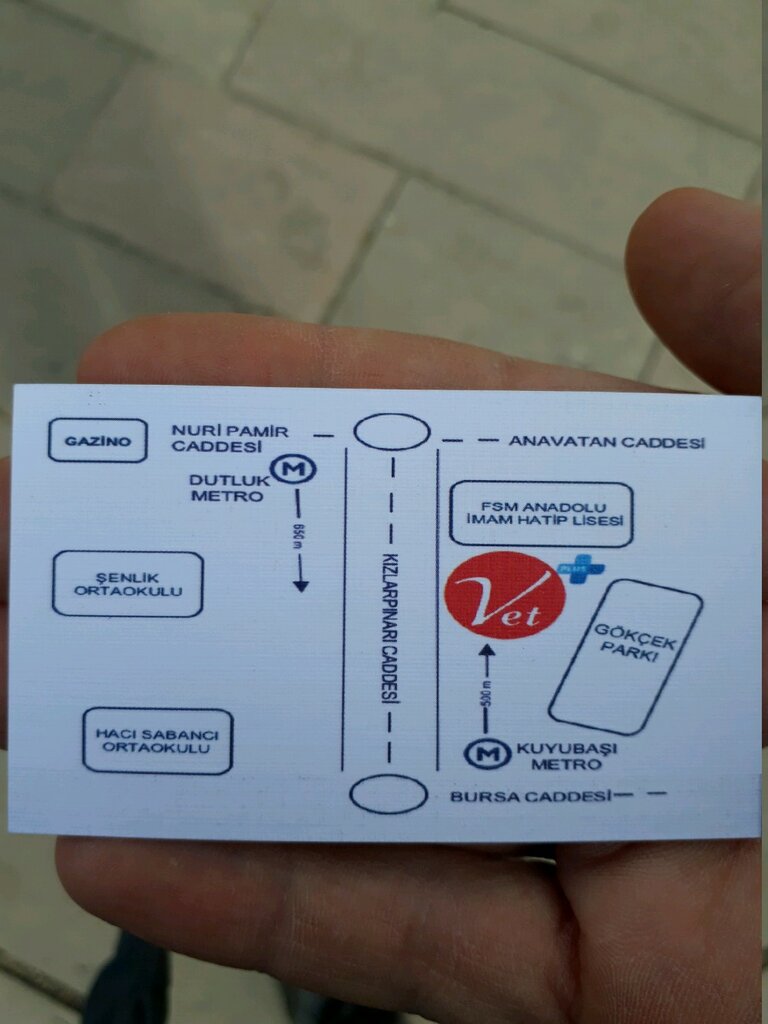 GAZİNO
NURİ PAMİR
CADDESİ
ANAVATAN CADDESİ
M
DUTLUK
METRO
650 m
FSM ANADOLU
İMAM HATİP LİSESİ
ŞENLİK
ORTAOKULU
KIZLARPINARI CADDESİ
Vet
PLUS
GÖKÇEK
PARKI
500 m
HACI SABANCI
ORTAOKULU
M
KUYUBAŞI
METRO
BURSA CADDESİ